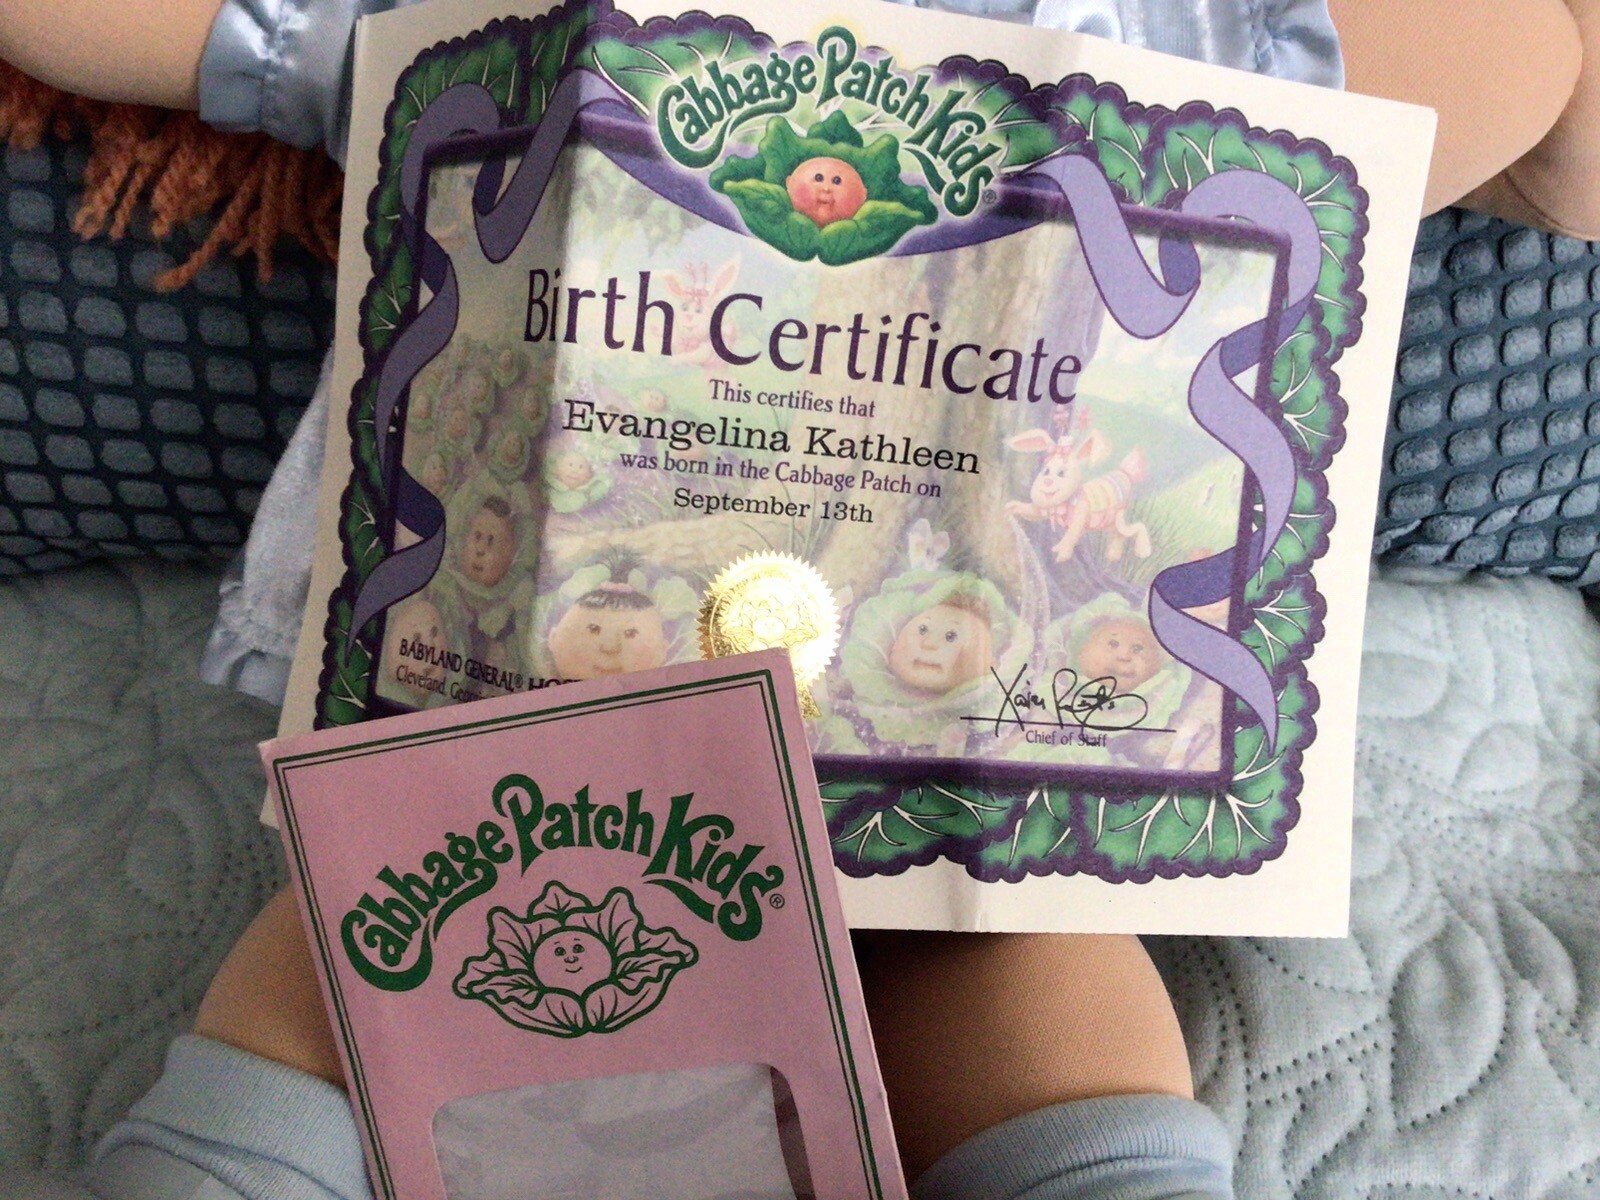 Cabbage Patch Kids®
Birth Certificate
This certifies that
Evangelina Kathleen
was born in the Cabbage Patch on
September 13th
BABYLAND GENERAL®
Cleveland,
Chief of Staff
Cabbage Patch Kids®